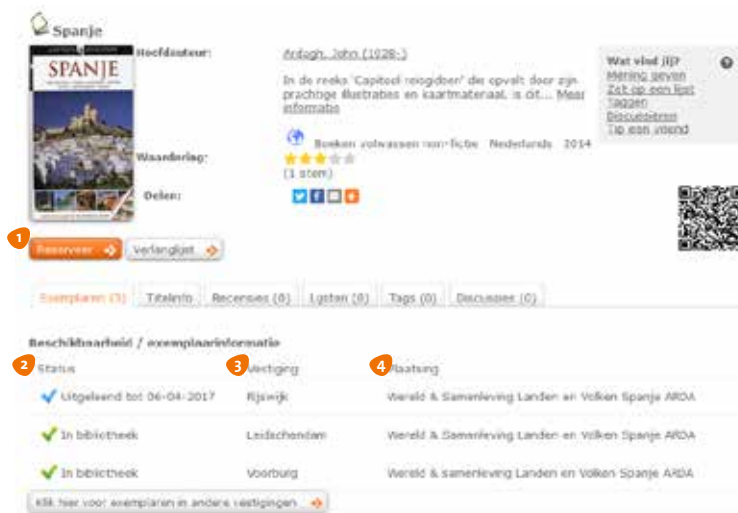 Spanje
SPANJE
Hoofdauteur: Ardagh, John (1928-)
In de reeks 'Capitool reisgidsen' die opvalt door zijn
prachtige illustraties en kaartmateriaal, is dit... Meer
informatie
Boeken volwassen non-fictie Nederlands 2014
Waardering:
(1 stem)
Delen:
Wat vind jij?
Mening geven
Zet op een lijst
Taggen
Discussiëren
Tip een vriend
1
Reserveer
Verlanglijst
Exemplaren (3) Titelinfo Recensies (0) Lijsten (0) Tags (0) Discussies (0)
Beschikbaarheid / exemplaarinformatie
2 Status 3 Vestiging 4 Plaatsing
Uitgeleend tot 06-04-2017 Rijswijk Wereld & Samenleving Landen en Volken Spanje ARDA
In bibliotheek Leidschendam Wereld & Samenleving Landen en Volken Spanje ARDA
In bibliotheek Voorburg Wereld & samenleving Landen en Volken Spanje ARDA
Klik hier voor exemplaren in andere vestigingen